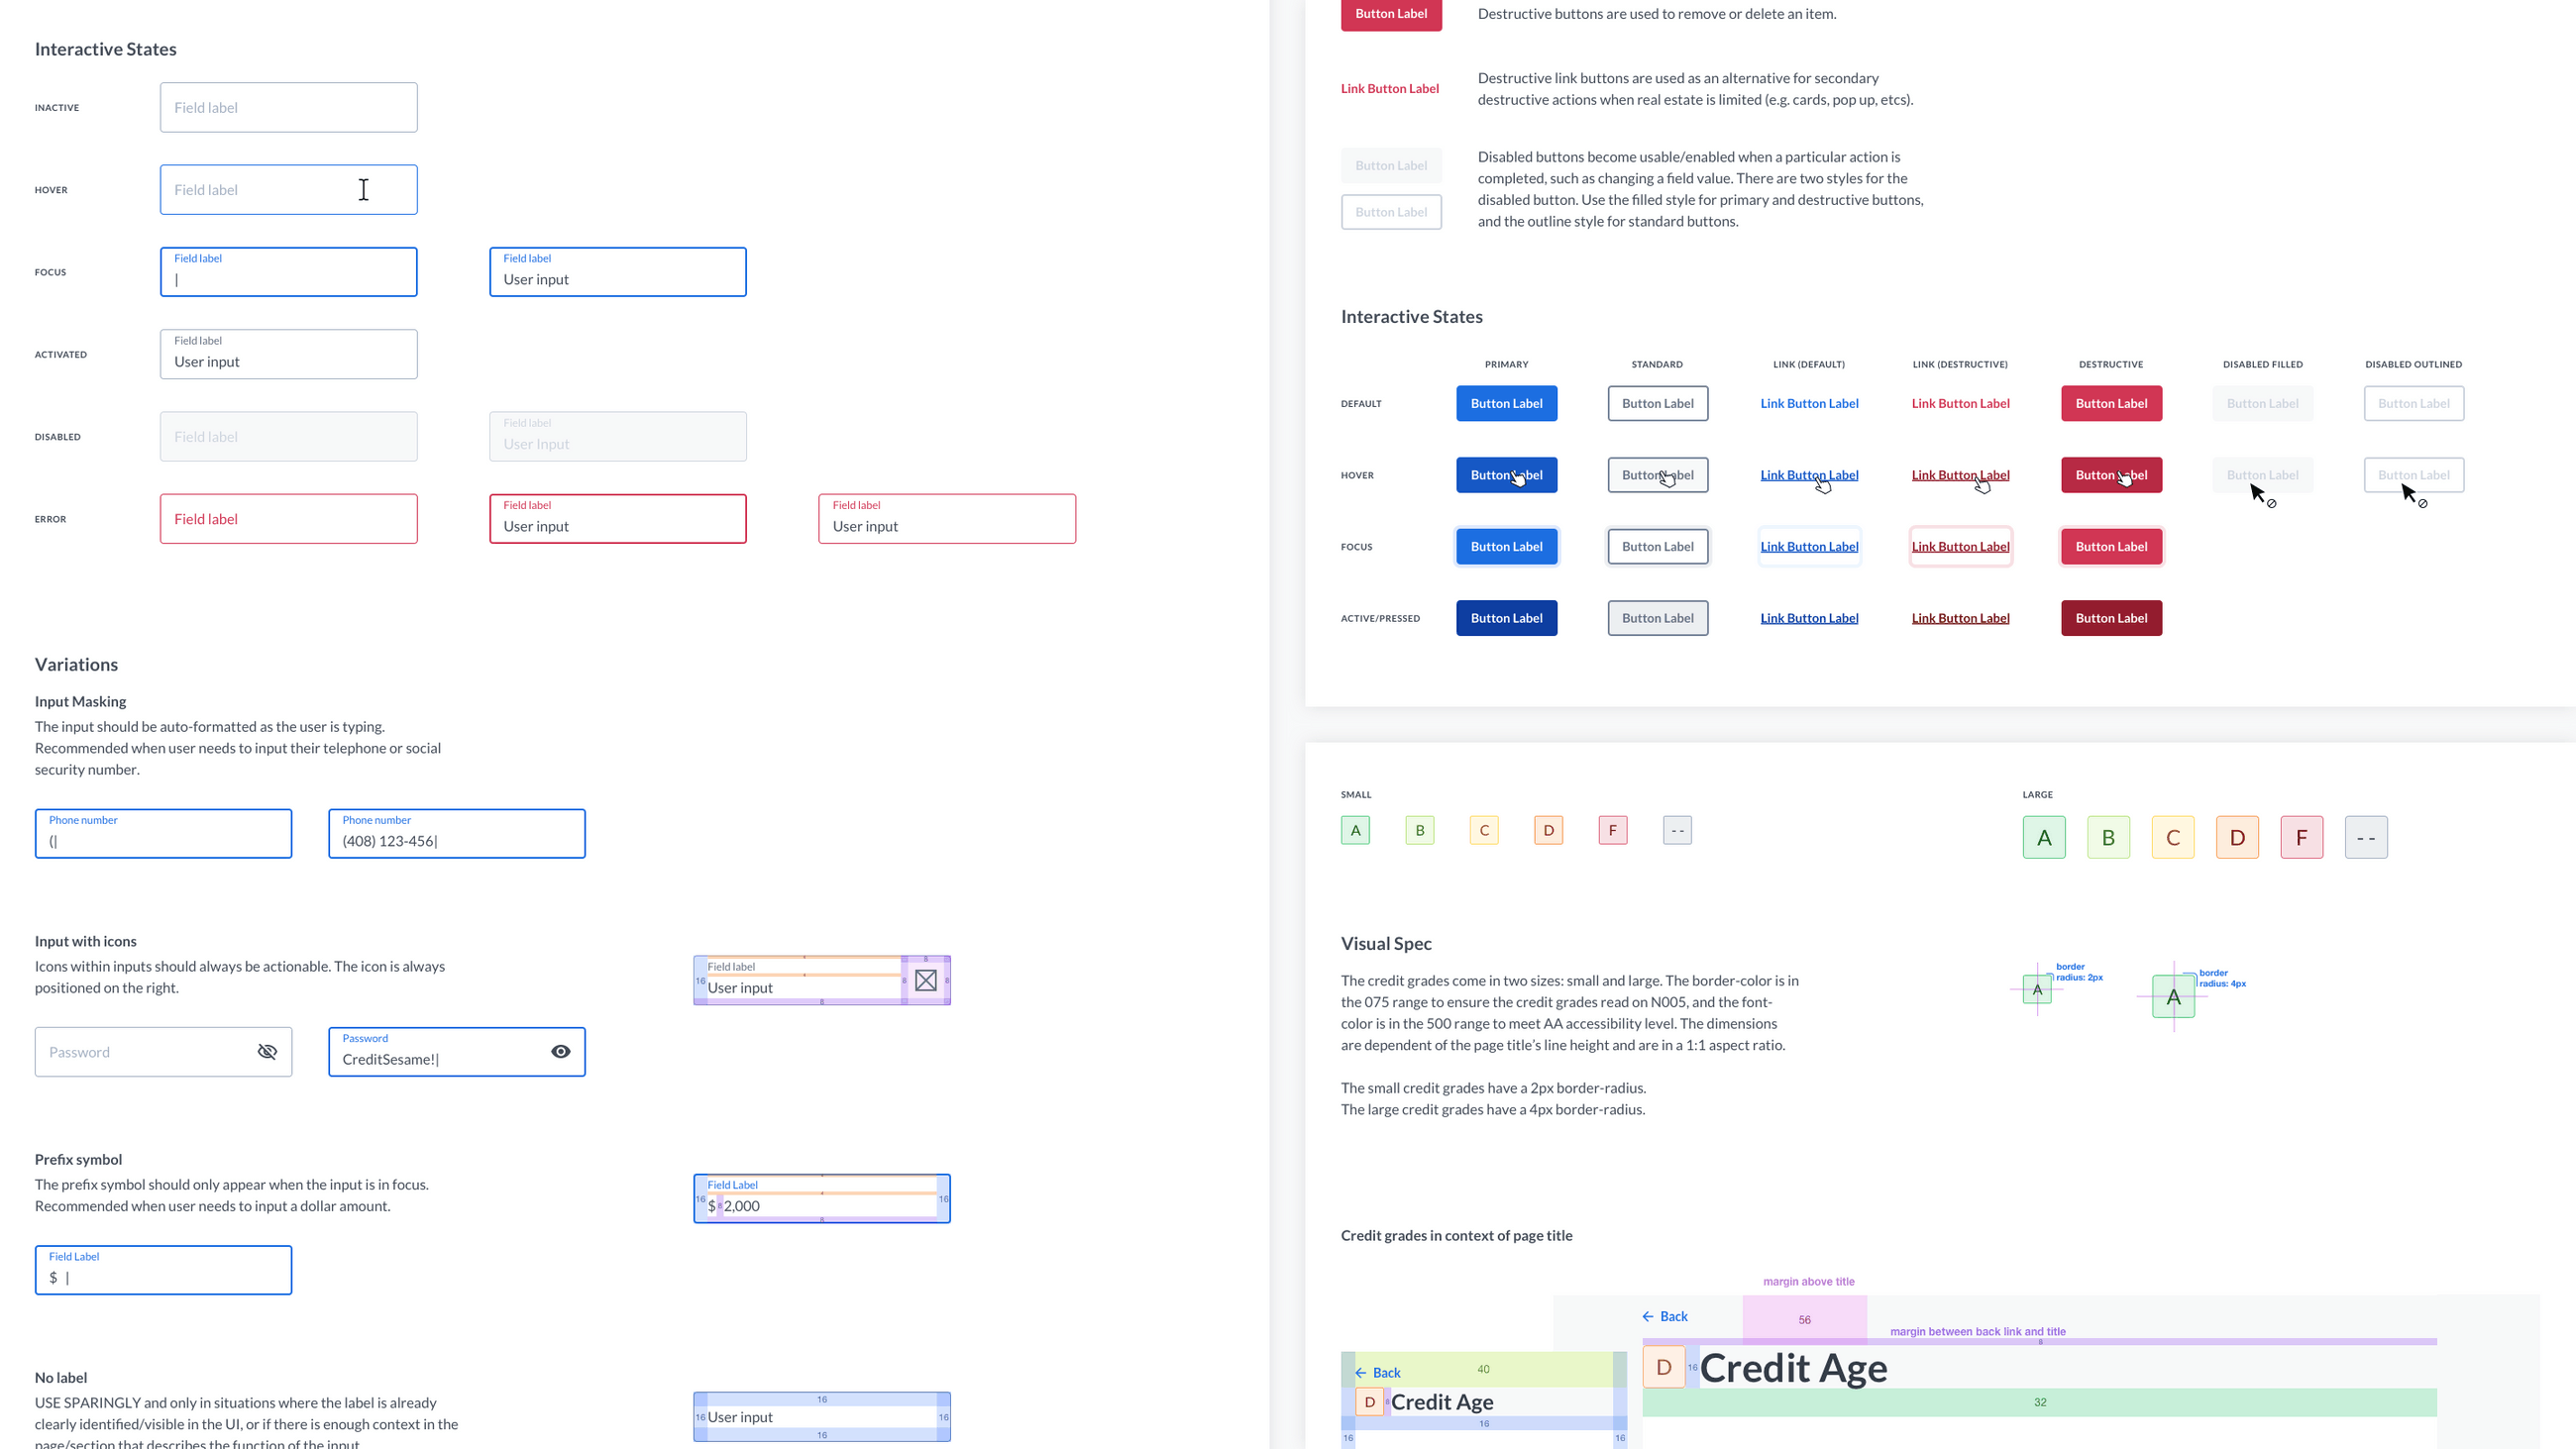 Interactive States
INACTIVE
Field label
HOVER
Field label
FOCUS
Field label
|
Field label
User input
ACTIVATED
Field label
User input
DISABLED
Field label
Field label
User Input
ERROR
Field label
Field label
User input
Field label
User input
Variations
Input Masking
The input should be auto-formatted as the user is typing.
Recommended when user needs to input their telephone or social
security number.
Phone number
(|
Phone number
(408) 123-456|
Input with icons
Icons within inputs should always be actionable. The icon is always
positioned on the right.
16
Field label
User input
8
8
8
8
Password
Password
CreditSesame!|
Prefix symbol
The prefix symbol should only appear when the input is in focus.
Recommended when user needs to input a dollar amount.
16
Field Label
$ 8 2,000
16
8
Field Label
$ |
No label
USE SPARINGLY and only in situations where the label is already
clearly identified/visible in the UI, or if there is enough context in the
page/section that describes the function of the input.
16
16 User input 16
16
Button Label
Destructive buttons are used to remove or delete an item.
Link Button Label
Destructive link buttons are used as an alternative for secondary
destructive actions when real estate is limited (e.g. cards, pop up, etcs).
Button Label
Button Label
Disabled buttons become usable/enabled when a particular action is
completed, such as changing a field value. There are two styles for the
disabled button. Use the filled style for primary and destructive buttons,
and the outline style for standard buttons.
Interactive States
PRIMARY STANDARD LINK (DEFAULT) LINK (DESTRUCTIVE) DESTRUCTIVE DISABLED FILLED DISABLED OUTLINED
DEFAULT Button Label Button Label Link Button Label Link Button Label Button Label Button Label Button Label
HOVER Button Label Button Label Link Button Label Link Button Label Button Label Button Label Button Label
FOCUS Button Label Button Label Link Button Label Link Button Label Button Label
ACTIVE/PRESSED Button Label Button Label Link Button Label Link Button Label Button Label
SMALL
A B C D F - -
LARGE
A B C D F - -
Visual Spec
The credit grades come in two sizes: small and large. The border-color is in
the 075 range to ensure the credit grades read on N005, and the font-
color is in the 500 range to meet AA accessibility level. The dimensions
are dependent of the page title’s line height and are in a 1:1 aspect ratio.
The small credit grades have a 2px border-radius.
The large credit grades have a 4px border-radius.
A
border
radius: 2px
A
border
radius: 4px
Credit grades in context of page title
40
Back
D 8 Credit Age
16
16
16
margin above title
Back
56
margin between back link and title
8
D 16 Credit Age
32